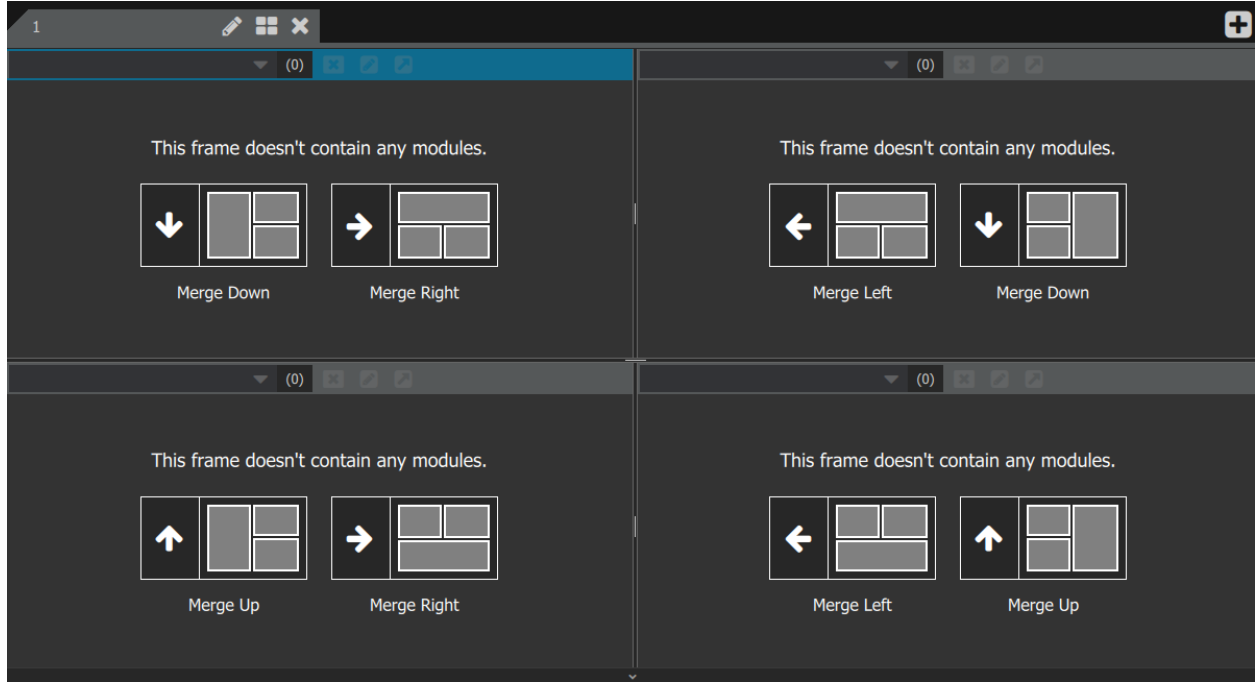 1
(0)
(0)
This frame doesn't contain any modules.
This frame doesn't contain any modules.
Merge Down
Merge Right
Merge Left
Merge Down
(0)
(0)
This frame doesn't contain any modules.
This frame doesn't contain any modules.
Merge Up
Merge Right
Merge Left
Merge Up